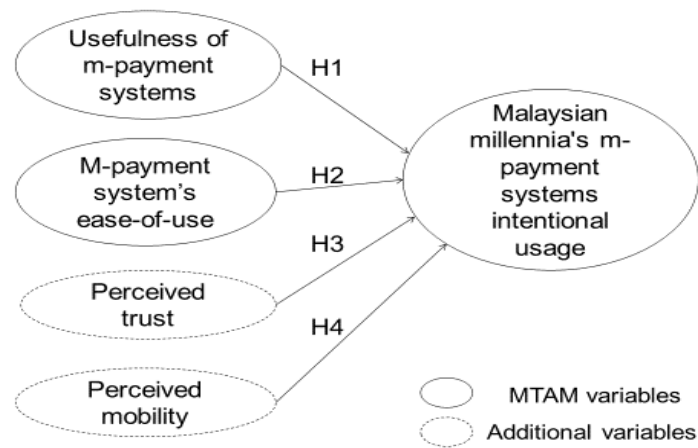 Usefulness of
m-payment
systems
H1
M-payment
system's
ease-of-use
H2
Perceived
trust
H3
Perceived
mobility
H4
Malaysian
millennia's m-
payment
systems
intentional
usage
MTAM variables
Additional variables